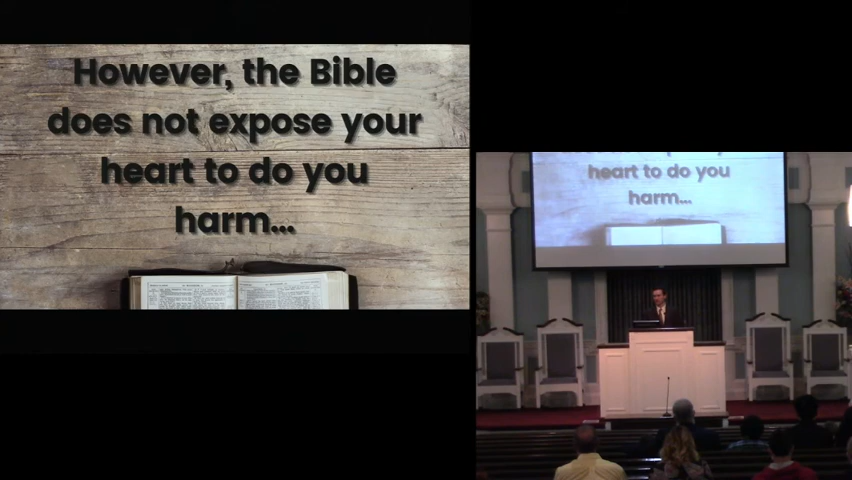 However, the Bible
does not expose your
heart to do you
harm...
heart to do you
harm...